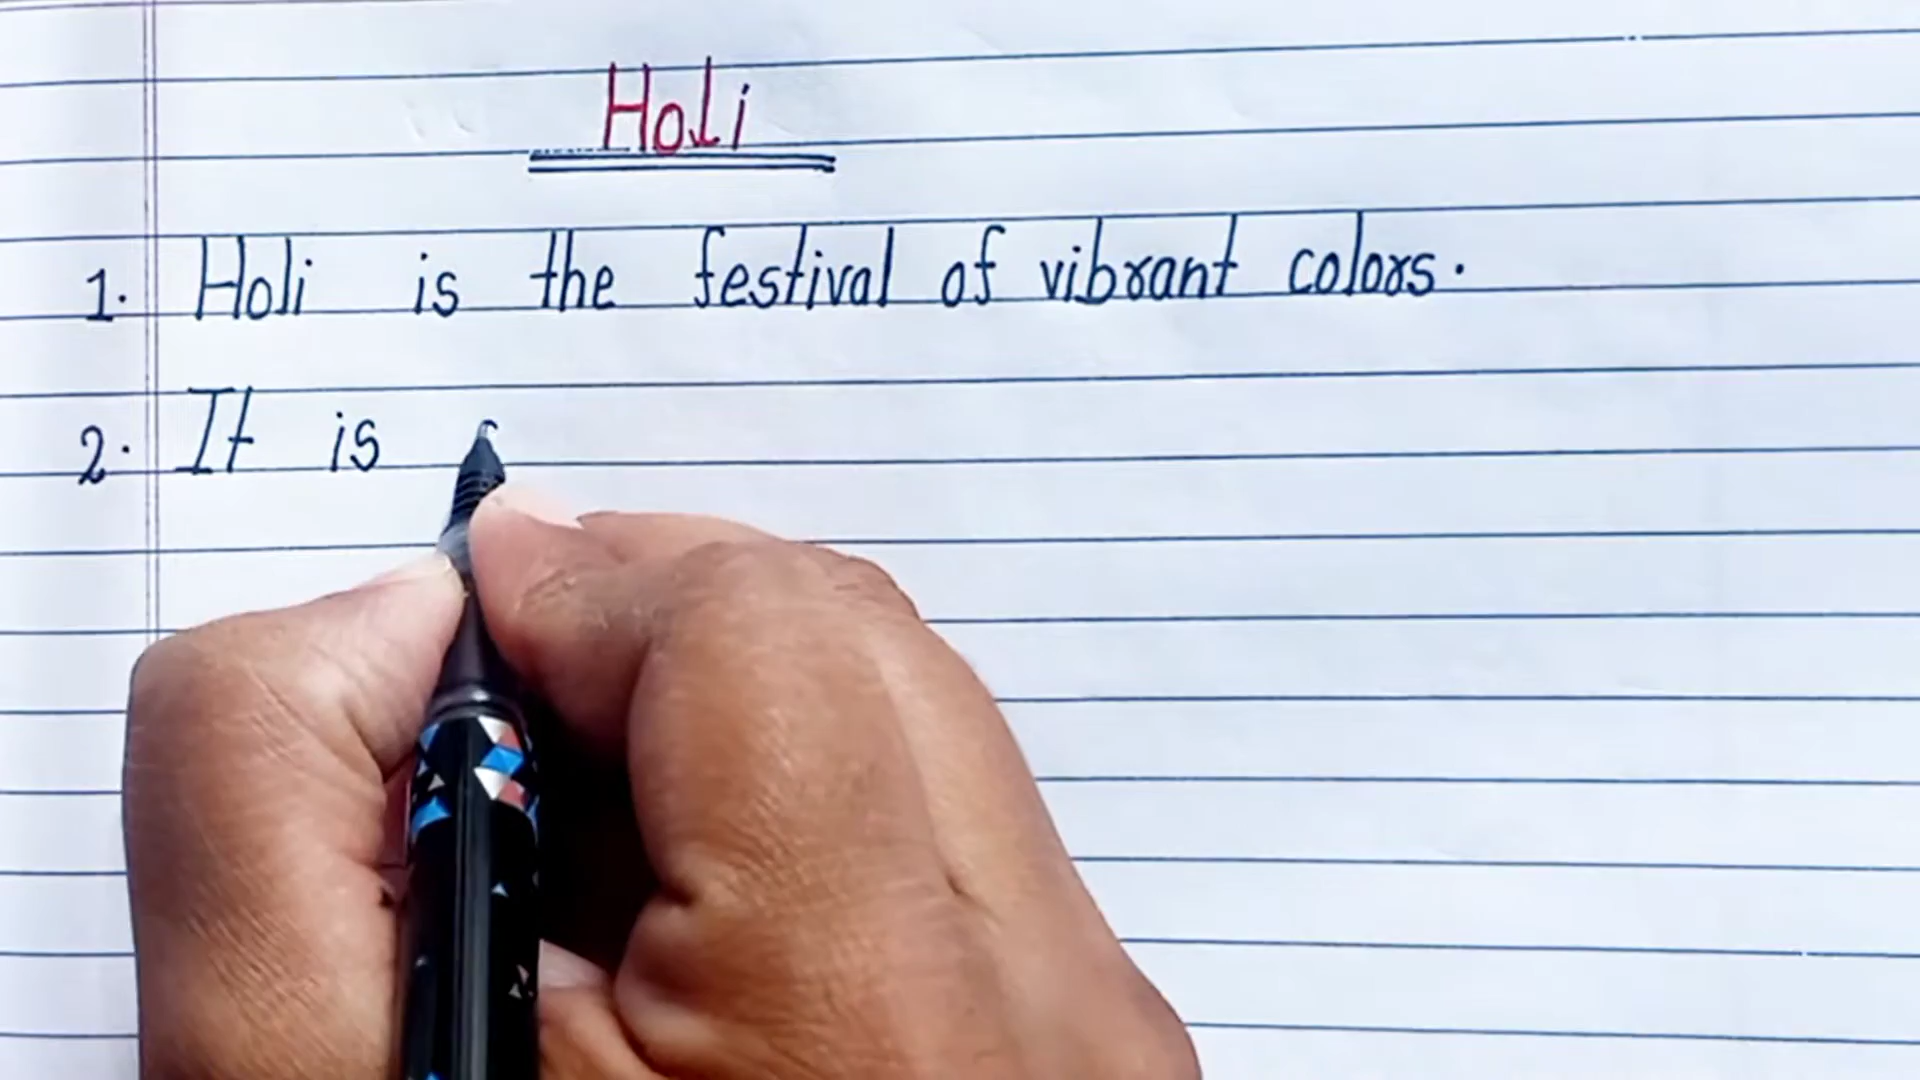 Holi
1. Holi is the festival of vibrant colors.
2. It is